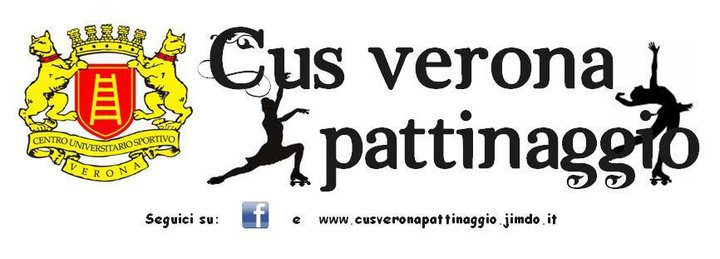 Cus verona
pattinaggio
CENTRO UNIVERSITARIO SPORTIVO
VERONA
Seguici su: f e www.cusveronapattinaggio.jimdo.it